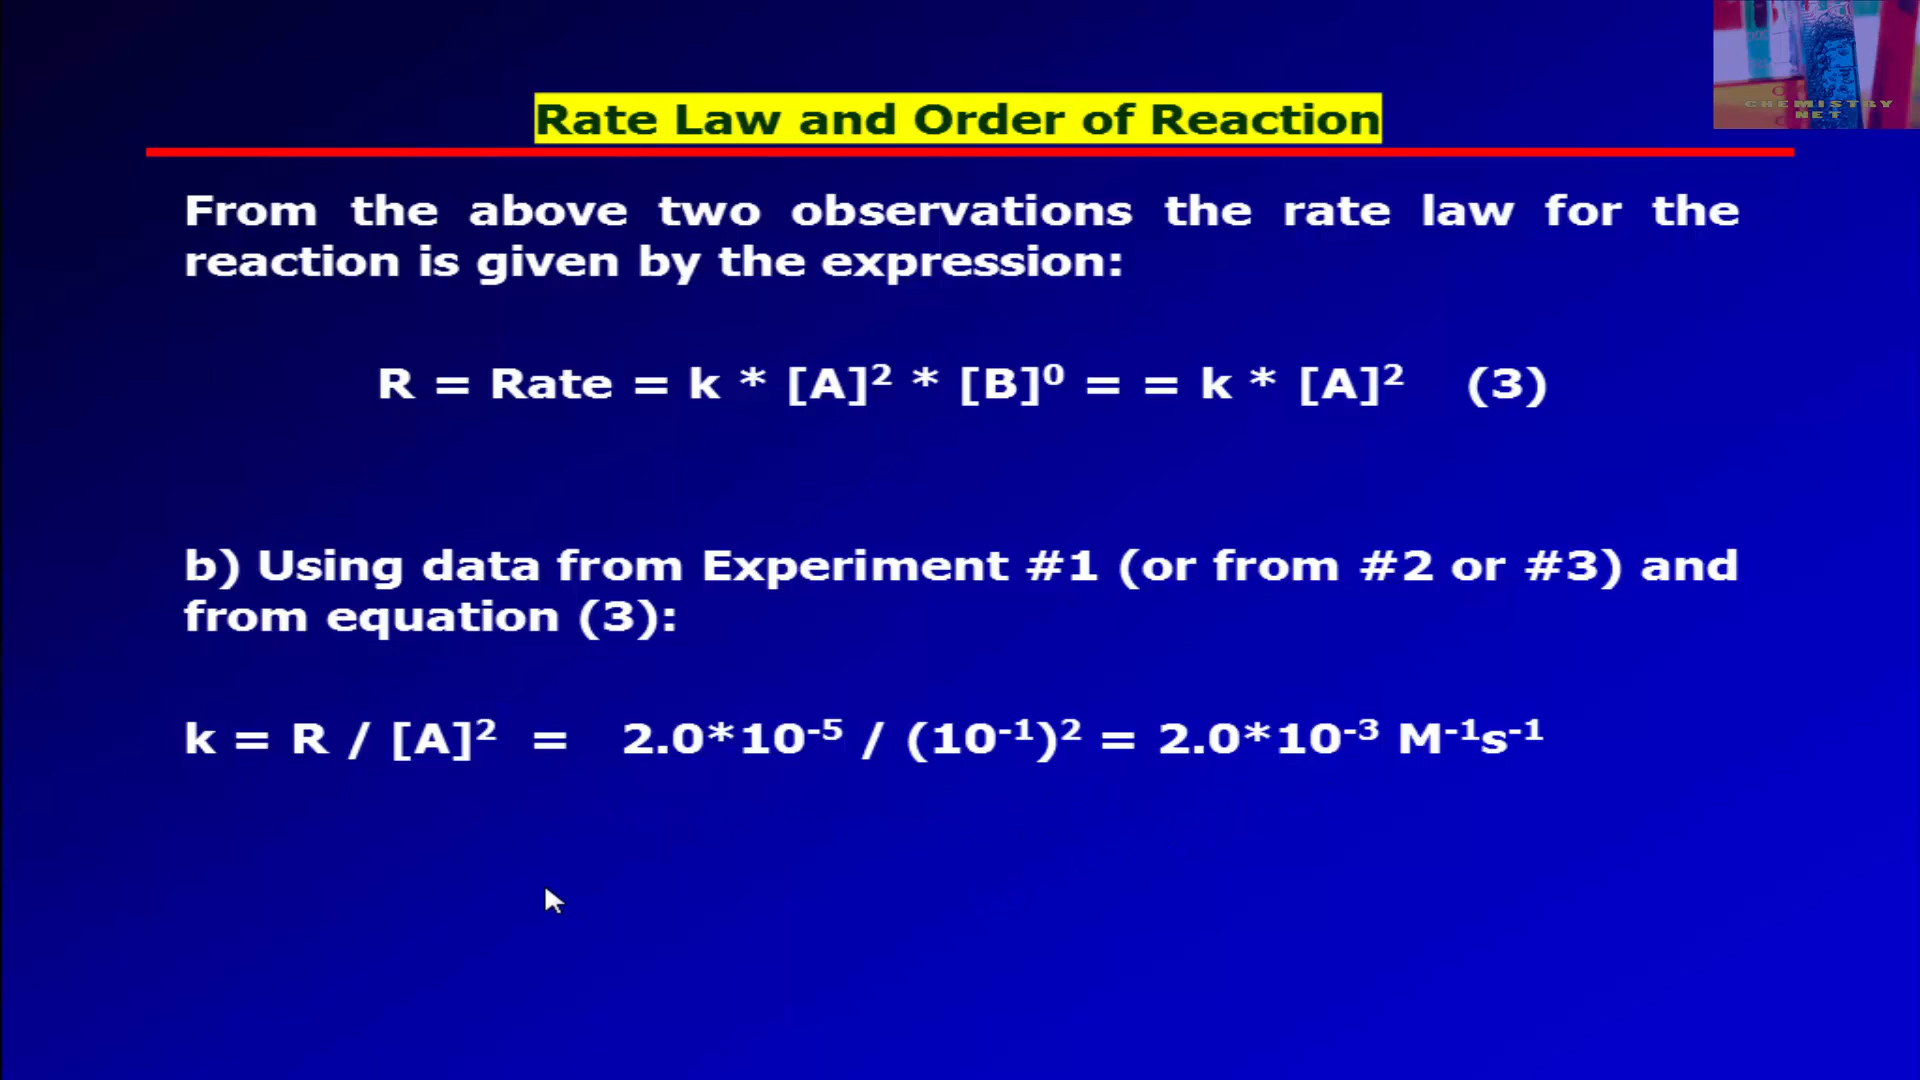 CHEMISTRY
NET
Rate Law and Order of Reaction
From the above two observations the rate law for the
reaction is given by the expression:
R = Rate = k * [A]² * [B]⁰ = = k * [A]² (3)
b) Using data from Experiment #1 (or from #2 or #3) and
from equation (3):
k = R / [A]² = 2.0*10⁻⁵ / (10⁻¹)² = 2.0*10⁻³ M⁻¹s⁻¹